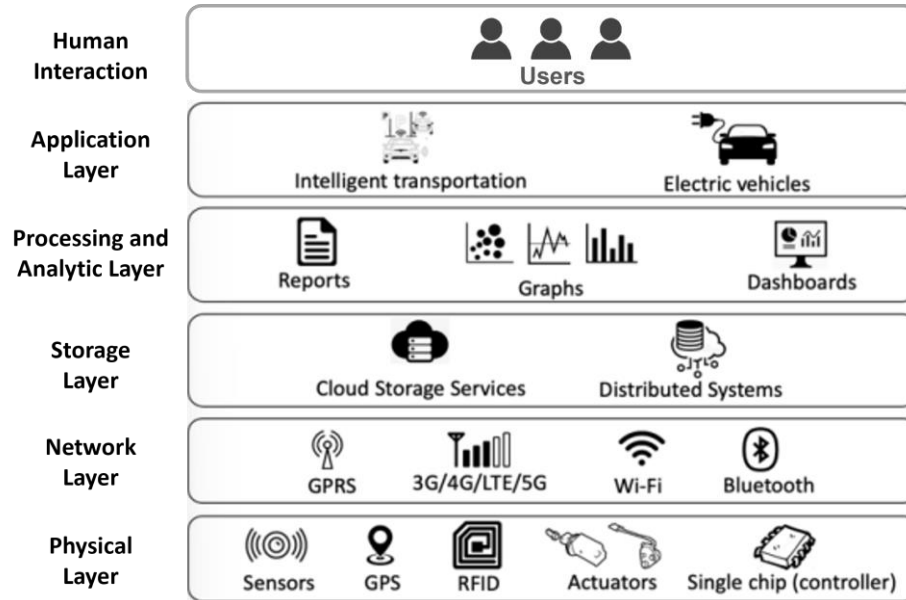 Human
Interaction
Users
Application
Layer
Intelligent transportation
Electric vehicles
Processing and
Analytic Layer
Reports
Graphs
Dashboards
Storage
Layer
Cloud Storage Services
Distributed Systems
Network
Layer
GPRS
3G/4G/LTE/5G
Wi-Fi
Bluetooth
Physical
Layer
Sensors
GPS
RFID
Actuators
Single chip (controller)